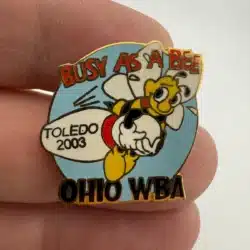 BUSY AS A BEE
TOLEDO
2003
OHIO WBA